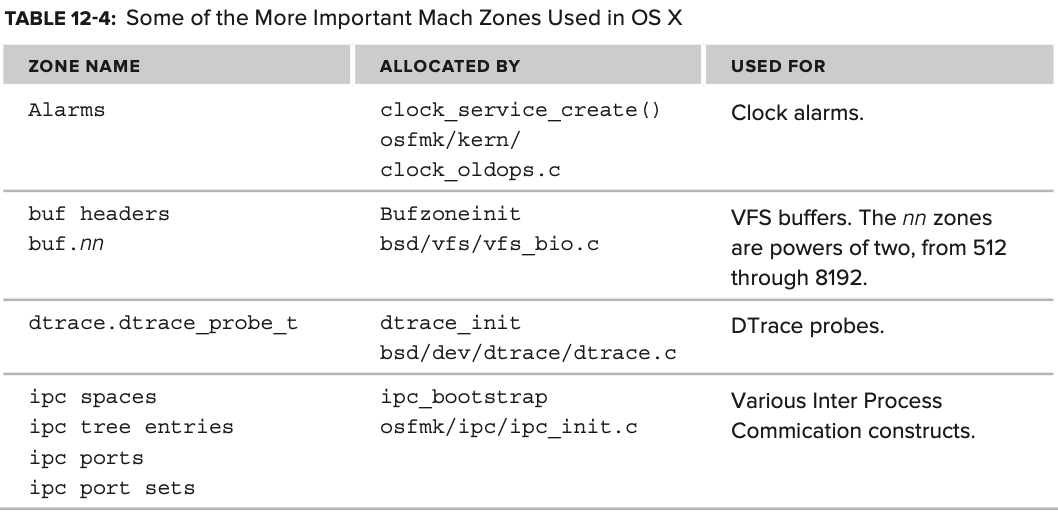 TABLE 12-4: Some of the More Important Mach Zones Used in OS X
ZONE NAME ALLOCATED BY USED FOR
Alarms
clock_service_create()
osfmk/kern/
clock_oldops.c
Clock alarms.
buf headers
buf.nn
Bufzoneinit
bsd/vfs/vfs_bio.c
VFS buffers. The nn zones
are powers of two, from 512
through 8192.
dtrace.dtrace_probe_t
dtrace_init
bsd/dev/dtrace/dtrace.c
DTrace probes.
ipc spaces
ipc tree entries
ipc ports
ipc port sets
ipc_bootstrap
osfmk/ipc/ipc_init.c
Various Inter Process
Commication constructs.